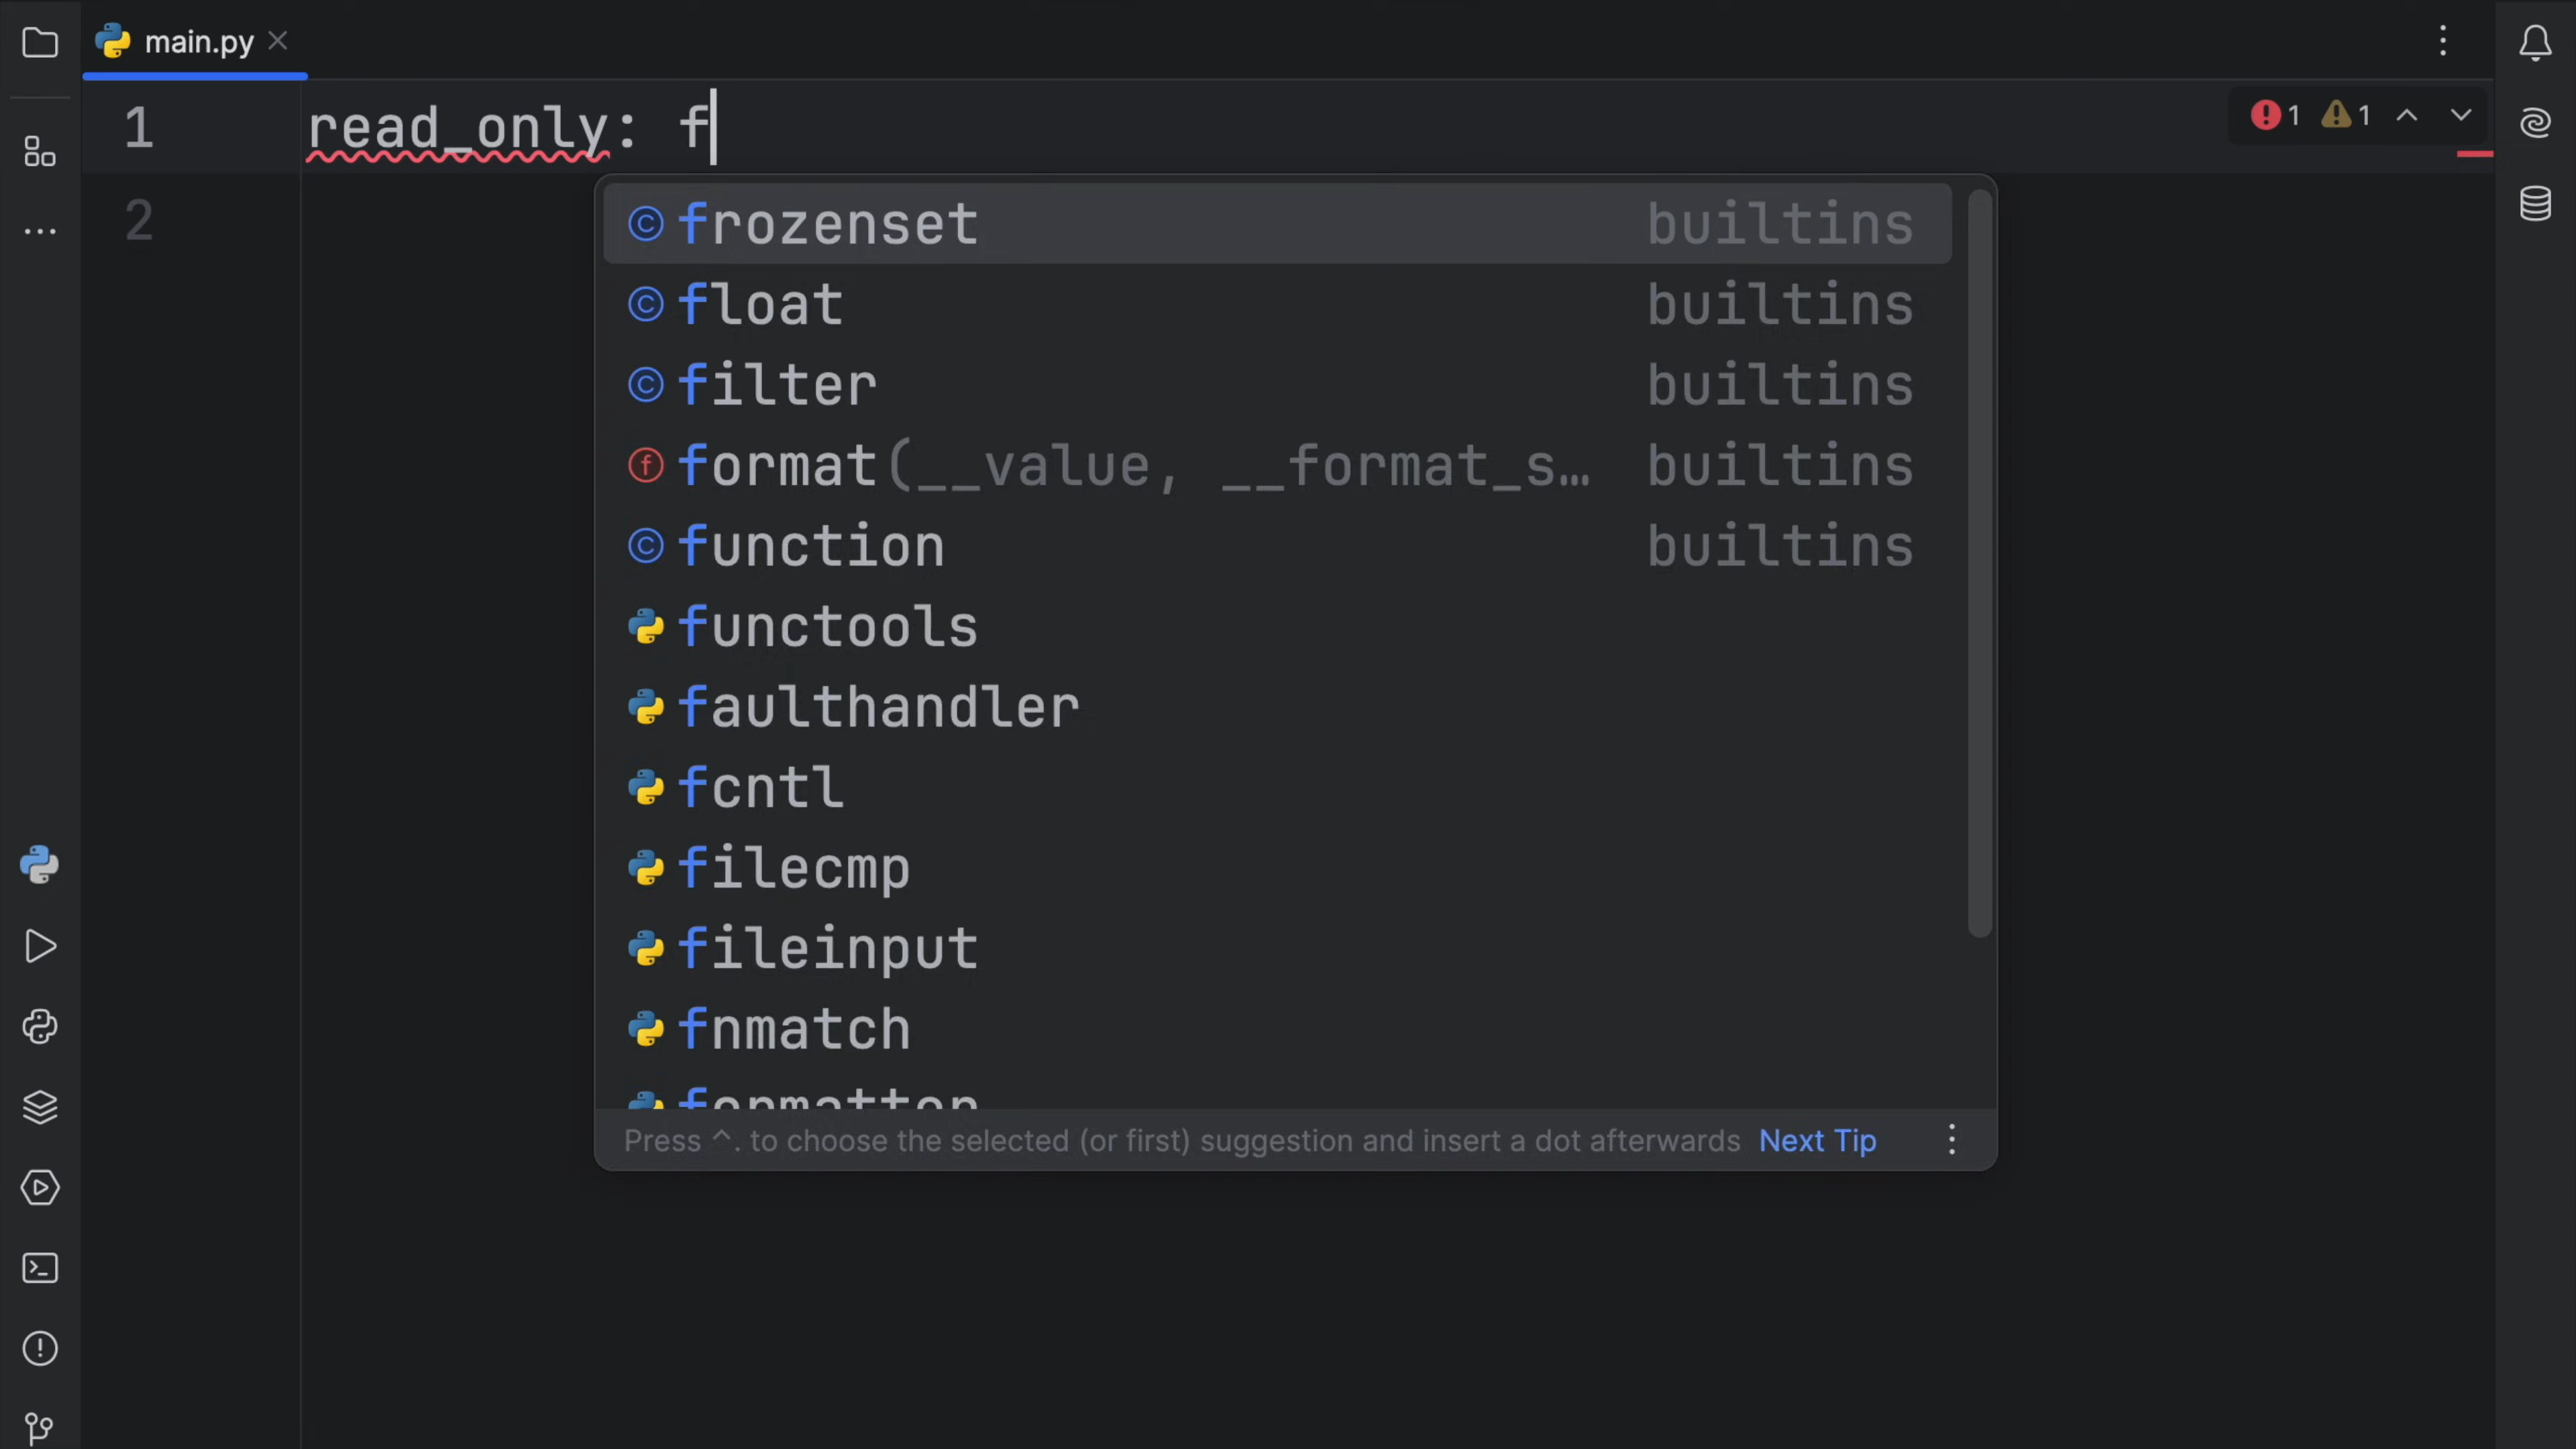 main.py
1 read_only: f
1 1
2
frozenset builtins
float builtins
filter builtins
format(__value, __format_s… builtins
function builtins
functools
faulthandler
fcntl
filecmp
fileinput
fnmatch
formatter
Press ^. to choose the selected (or first) suggestion and insert a dot afterwards Next Tip